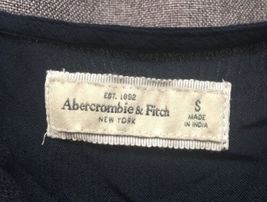 EST. 1892
Abercrombie & Fitch
NEW YORK
S
MADE
IN INDIA